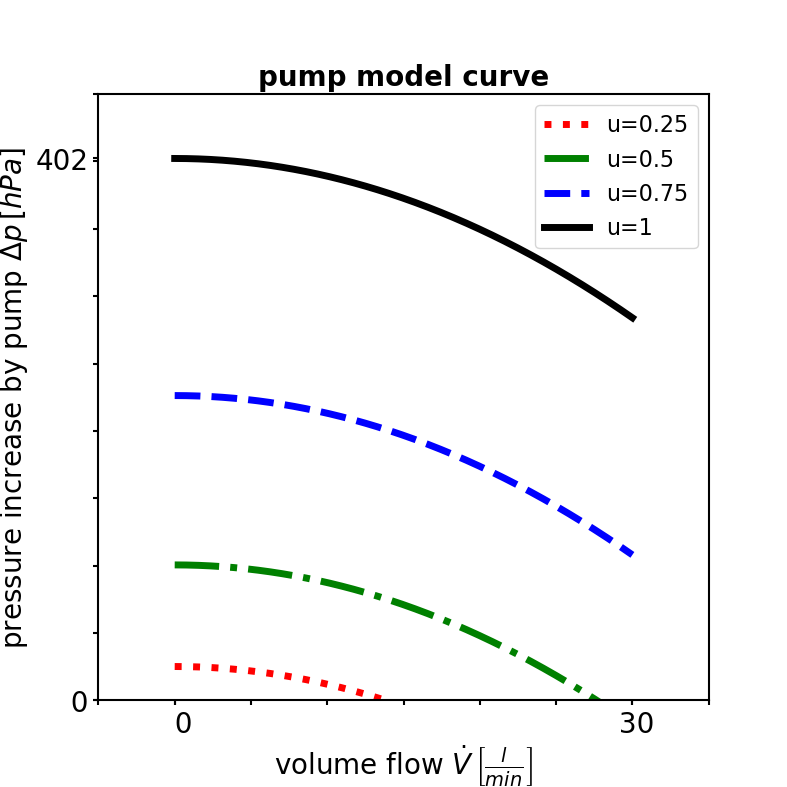 pump model curve
pressure increase by pump Δp [hPa]
402
0
u=0.25
u=0.5
u=0.75
u=1
0 30
volume flow V̇ [l/min]